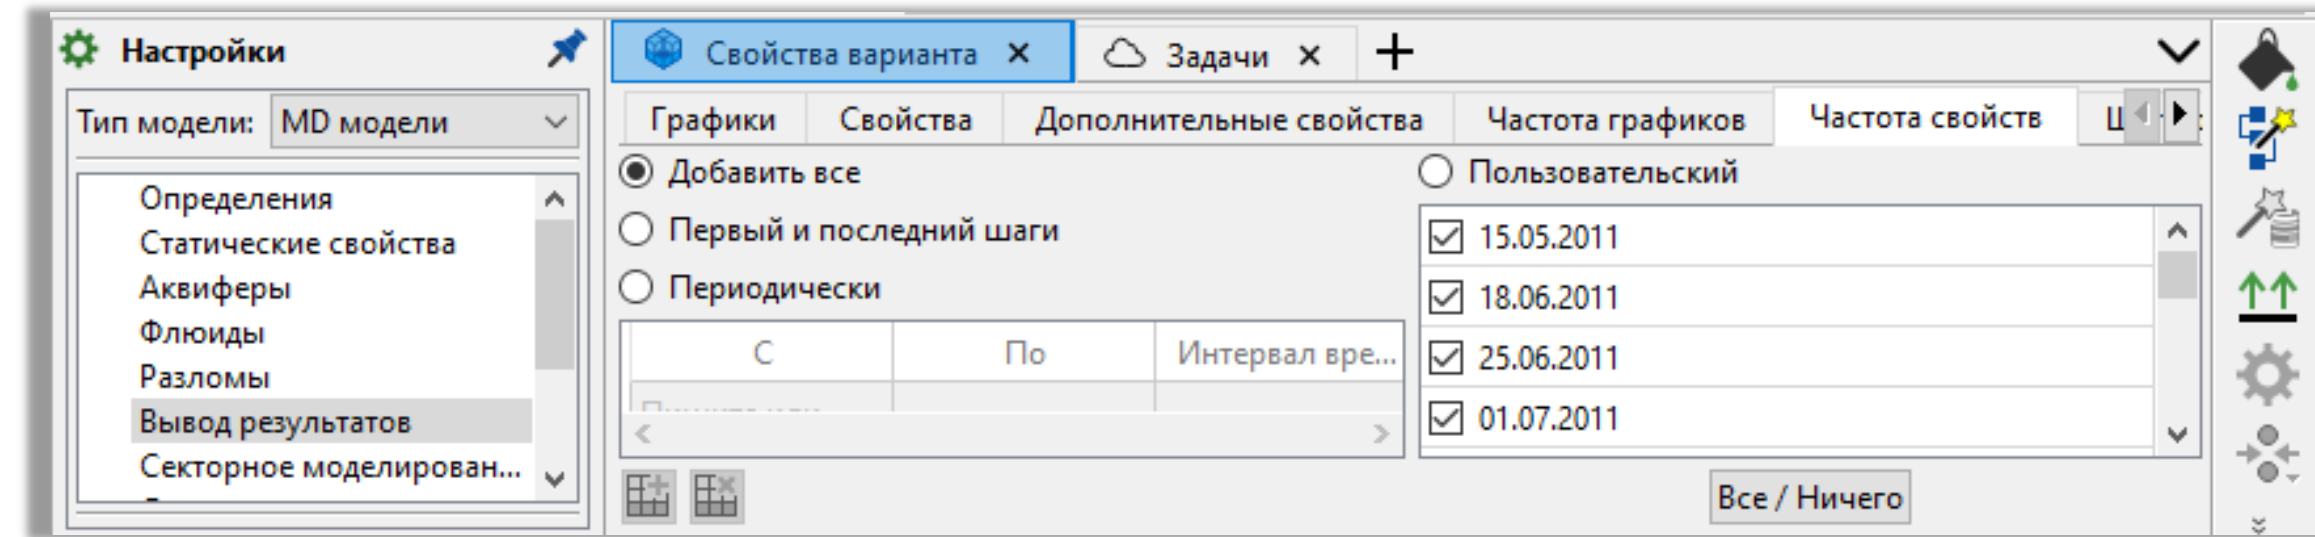 Настройки
Тип модели: MD модели
Определения
Статические свойства
Аквиферы
Флюиды
Разломы
Вывод результатов
Секторное моделирован...
Свойства варианта
Задачи
Графики Свойства Дополнительные свойства Частота графиков Частота свойств
Добавить все
Первый и последний шаги
Периодически
С По Интервал вре...
Пользовательский
15.05.2011
18.06.2011
25.06.2011
01.07.2011
Все / Ничего